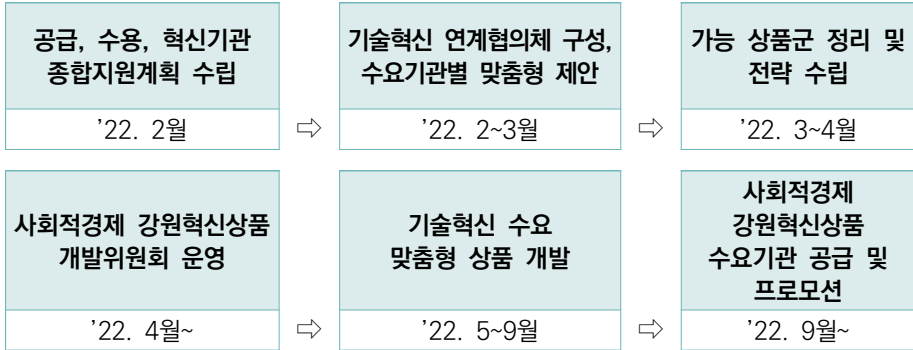 공급, 수용, 혁신기관
종합지원계획 수립
기술혁신 연계협의체 구성,
수요기관별 맞춤형 제안
가능 상품군 정리 및
전략 수립
’22. 2월 ⇨ ’22. 2~3월 ⇨ ’22. 3~4월
사회적경제 강원혁신상품
개발위원회 운영
기술혁신 수요
맞춤형 상품 개발
사회적경제
강원혁신상품
수요기관 공급 및
프로모션
’22. 4월~ ⇨ ’22. 5~9월 ⇨ ’22. 9월~